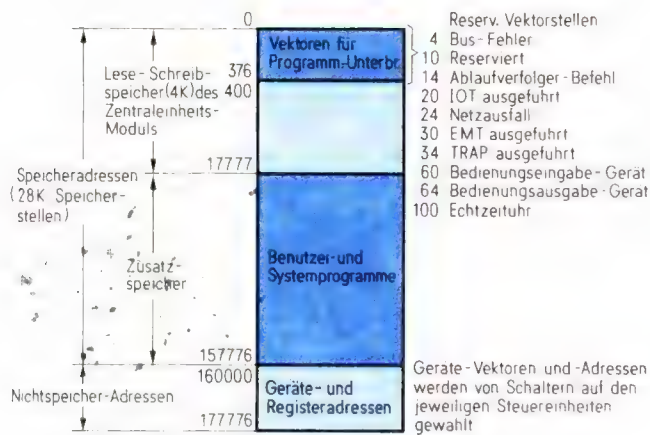 0
376
400
17777
157776
160000
177776
Lese-Schreib-
speicher(4K)des
Zentraleinheits-
Moduls
Speicheradressen
(28K Speicher-
stellen)
Zusatz-
speicher
Nichtspeicher-Adressen
Vektoren für
Programm-Unterbr.
Benutzer-und
Systemprogramme
Geräte- und
Registeradressen
Reserv. Vektorstellen
4 Bus-Fehler
10 Reserviert
14 Ablaufverfolger-Befehl
20 IOT ausgeführt
24 Netzausfall
30 EMT ausgeführt
34 TRAP ausgeführt
60 Bedienungseingabe-Gerät
64 Bedienungsausgabe-Gerät
100 Echtzeituhr
Geräte-Vektoren und -Adressen
werden von Schaltern auf den
jeweiligen Steuereinheiten
gewählt